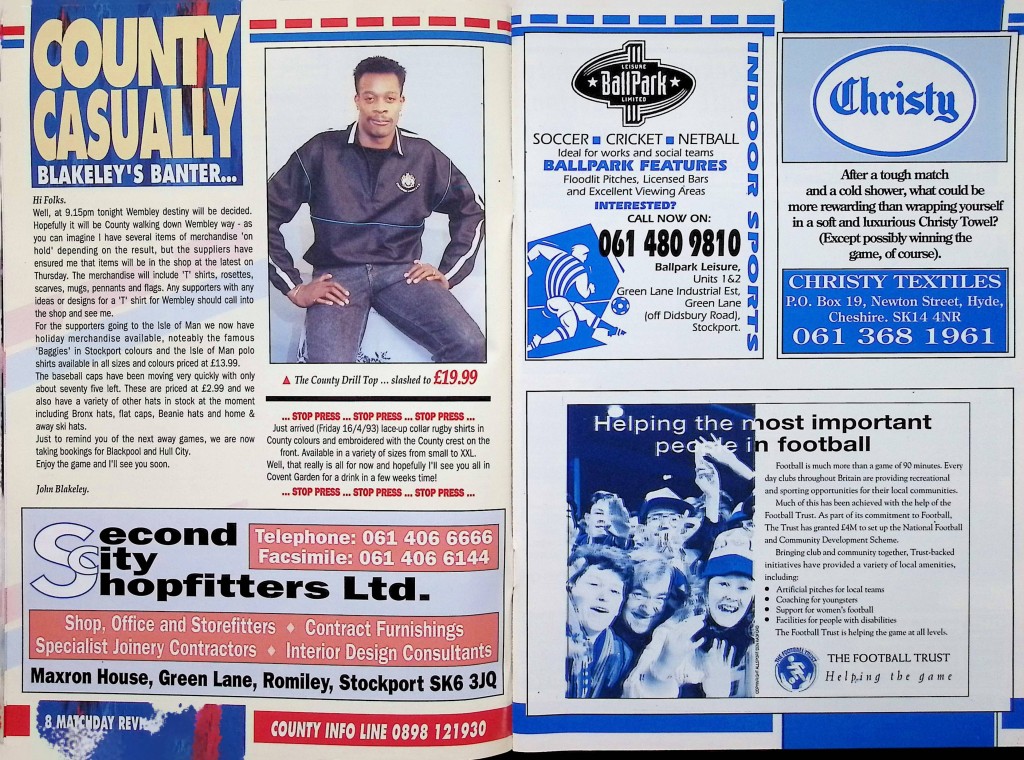 COUNTY
CASUALLY
BLAKELEY'S BANTER...
Hi Folks.
Well, at 9.15pm tonight Wembley destiny will be decided.
Hopefully it will be County walking down Wembley way - as
you can imagine I have several items of merchandise 'on
hold' depending on the result, but the suppliers have
ensured me that items will be in the shop at the latest on
Thursday. The merchandise will include 'T' shirts, rosettes,
scarves, mugs, pennants and flags. Any supporters with any
ideas or designs for a 'T' shirt for Wembley should call into
the shop and see me.
For the supporters going to the Isle of Man we now have
holiday merchandise available, noteably the famous
'Baggies' in Stockport colours and the Isle of Man polo
shirts available in all sizes and colours priced at £13.99.
The baseball caps have been moving very quickly with only
about seventy five left. These are priced at £2.99 and we
also have a variety of other hats in stock at the moment
including Bronx hats, flat caps, Beanie hats and home &
away ski hats.
Just to remind you of the next away games, we are now
taking bookings for Blackpool and Hull City.
Enjoy the game and I'll see you soon.
John Blakeley.
▲ The County Drill Top ... slashed to £19.99
... STOP PRESS ... STOP PRESS ... STOP PRESS ...
Just arrived (Friday 16/4/93) lace-up collar rugby shirts in
County colours and embroidered with the County crest on the
front. Available in a variety of sizes from small to XXL.
Well, that really is all for now and hopefully I'll see you all in
Covent Garden for a drink in a few weeks time!
... STOP PRESS ... STOP PRESS ... STOP PRESS ...
Second
City
Shopfitters Ltd.
Telephone: 061 406 6666
Facsimile: 061 406 6144
Shop, Office and Storefitters ♦ Contract Furnishings
Specialist Joinery Contractors ♦ Interior Design Consultants
Maxron House, Green Lane, Romiley, Stockport SK6 3JQ
8 MATCHDAY
COUNTY INFO LINE 0898 121930
LEISURE
BallPark
LIMITED
SOCCER ■ CRICKET ■ NETBALL
Ideal for works and social teams
BALLPARK FEATURES
Floodlit Pitches, Licensed Bars
and Excellent Viewing Areas
INTERESTED?
CALL NOW ON:
061 480 9810
Ballpark Leisure,
Units 1&2
Green Lane Industrial Est,
Green Lane
(off Didsbury Road),
Stockport.
INDOOR SPORTS
Christy
After a tough match
and a cold shower, what could be
more rewarding than wrapping yourself
in a soft and luxurious Christy Towel?
(Except possibly winning the
game, of course).
CHRISTY TEXTILES
P.O. Box 19, Newton Street, Hyde,
Cheshire. SK14 4NR
061 368 1961
Helping the most important
people in football
Football is much more than a game of 90 minutes. Every
day clubs throughout Britain are providing recreational
and sporting opportunities for their local communities.
Much of this has been achieved with the help of the
Football Trust. As part of its commitment to Football,
The Trust has granted £4M to set up the National Football
and Community Development Scheme.
Bringing club and community together, Trust-backed
initiatives have provided a variety of local amenities,
including:
● Artificial pitches for local teams
● Coaching for youngsters
● Support for women's football
● Facilities for people with disabilities
The Football Trust is helping the game at all levels.
THE FOOTBALL TRUST
THE FOOTBALL TRUST
Helping the game